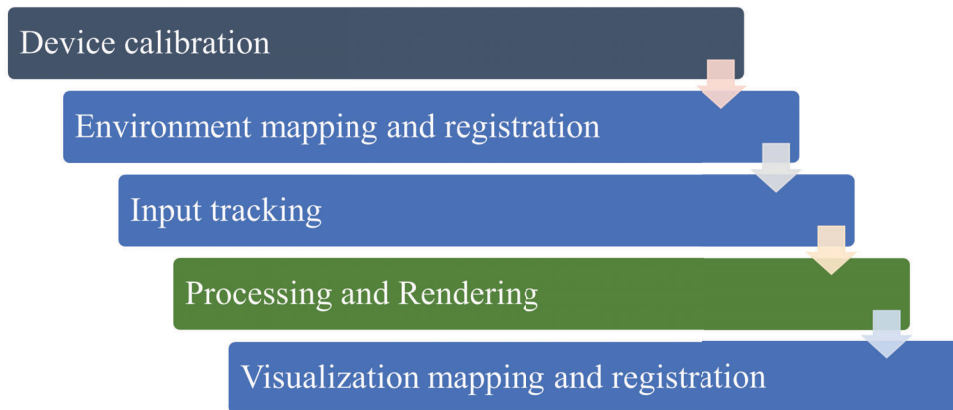 Device calibration
Environment mapping and registration
Input tracking
Processing and Rendering
Visualization mapping and registration